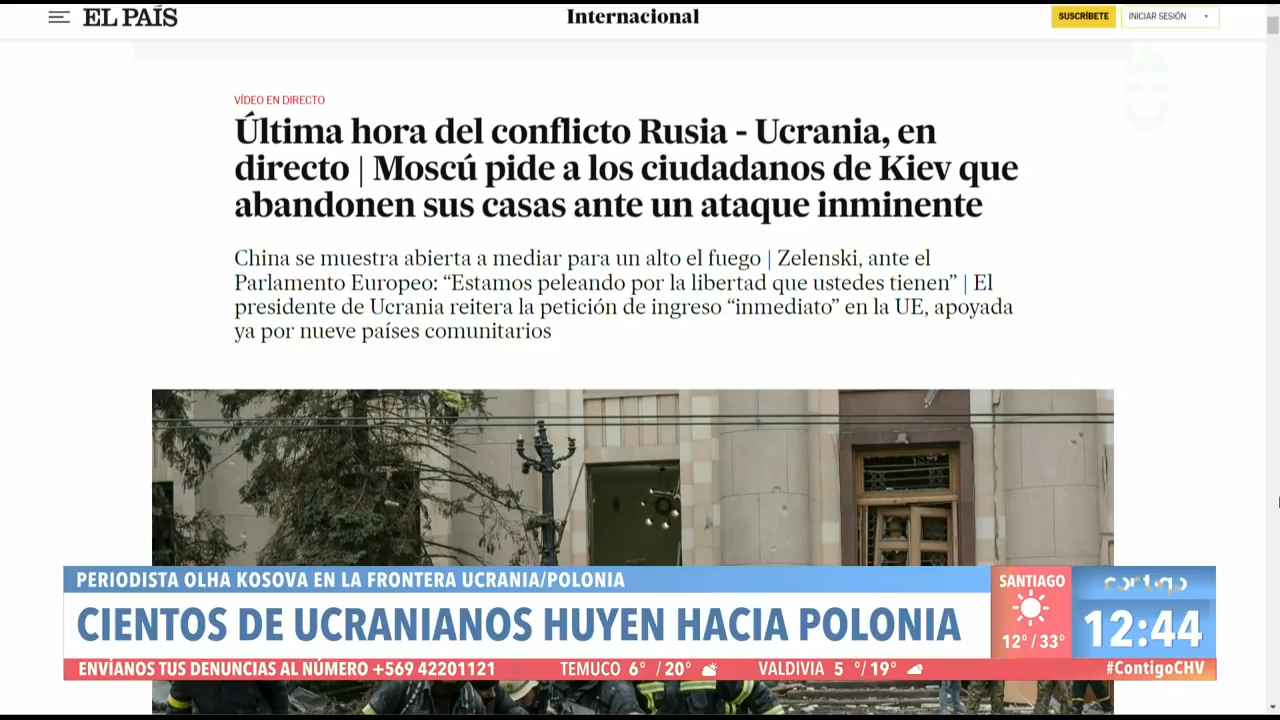 EL PAÍS
Internacional
SUSCRÍBETE
INICIAR SESIÓN
VÍDEO EN DIRECTO
Última hora del conflicto Rusia - Ucrania, en
directo | Moscú pide a los ciudadanos de Kiev que
abandonen sus casas ante un ataque inminente
China se muestra abierta a mediar para un alto el fuego | Zelenski, ante el
Parlamento Europeo: “Estamos peleando por la libertad que ustedes tienen” | El
presidente de Ucrania reitera la petición de ingreso “inmediato” en la UE, apoyada
ya por nueve países comunitarios
PERIODISTA OLHA KOSOVA EN LA FRONTERA UCRANIA/POLONIA
CIENTOS DE UCRANIANOS HUYEN HACIA POLONIA
SANTIAGO
12°/33°
contigo
12:44
ENVÍANOS TUS DENUNCIAS AL NÚMERO +569 42201121
TEMUCO 6°/20°
VALDIVIA 5 °/19°
#ContigoCHV